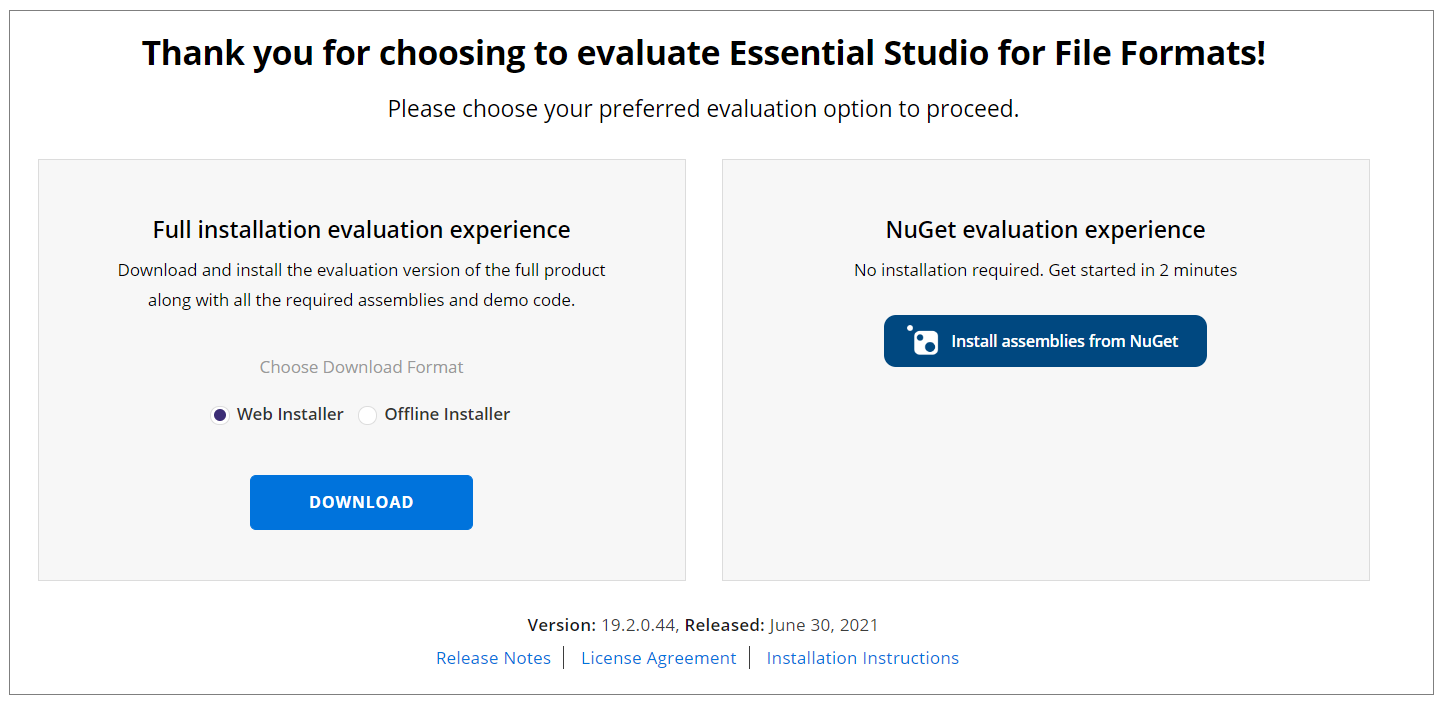 Thank you for choosing to evaluate Essential Studio for File Formats!
Please choose your preferred evaluation option to proceed.
Full installation evaluation experience
Download and install the evaluation version of the full product
along with all the required assemblies and demo code.
Choose Download Format
Web Installer Offline Installer
DOWNLOAD
NuGet evaluation experience
No installation required. Get started in 2 minutes
Install assemblies from NuGet
Version: 19.2.0.44, Released: June 30, 2021
Release Notes | License Agreement | Installation Instructions